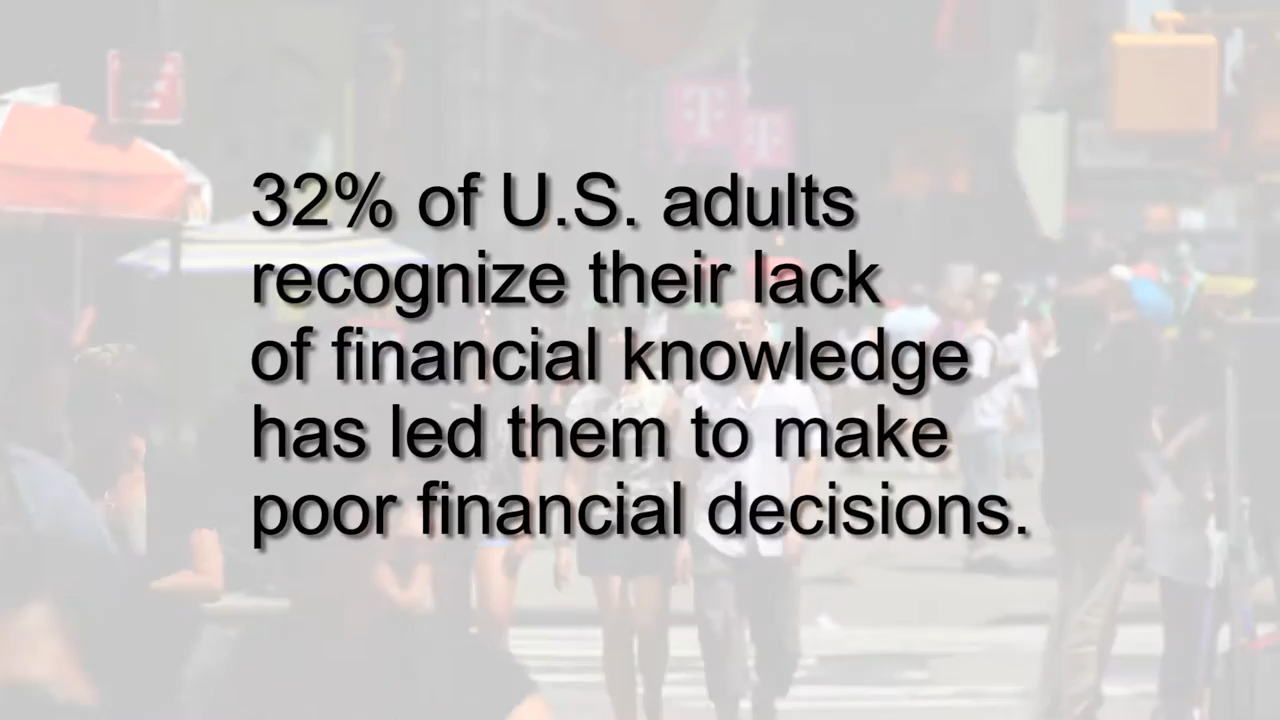 32% of U.S. adults
recognize their lack
of financial knowledge
has led them to make
poor financial decisions.
T
T